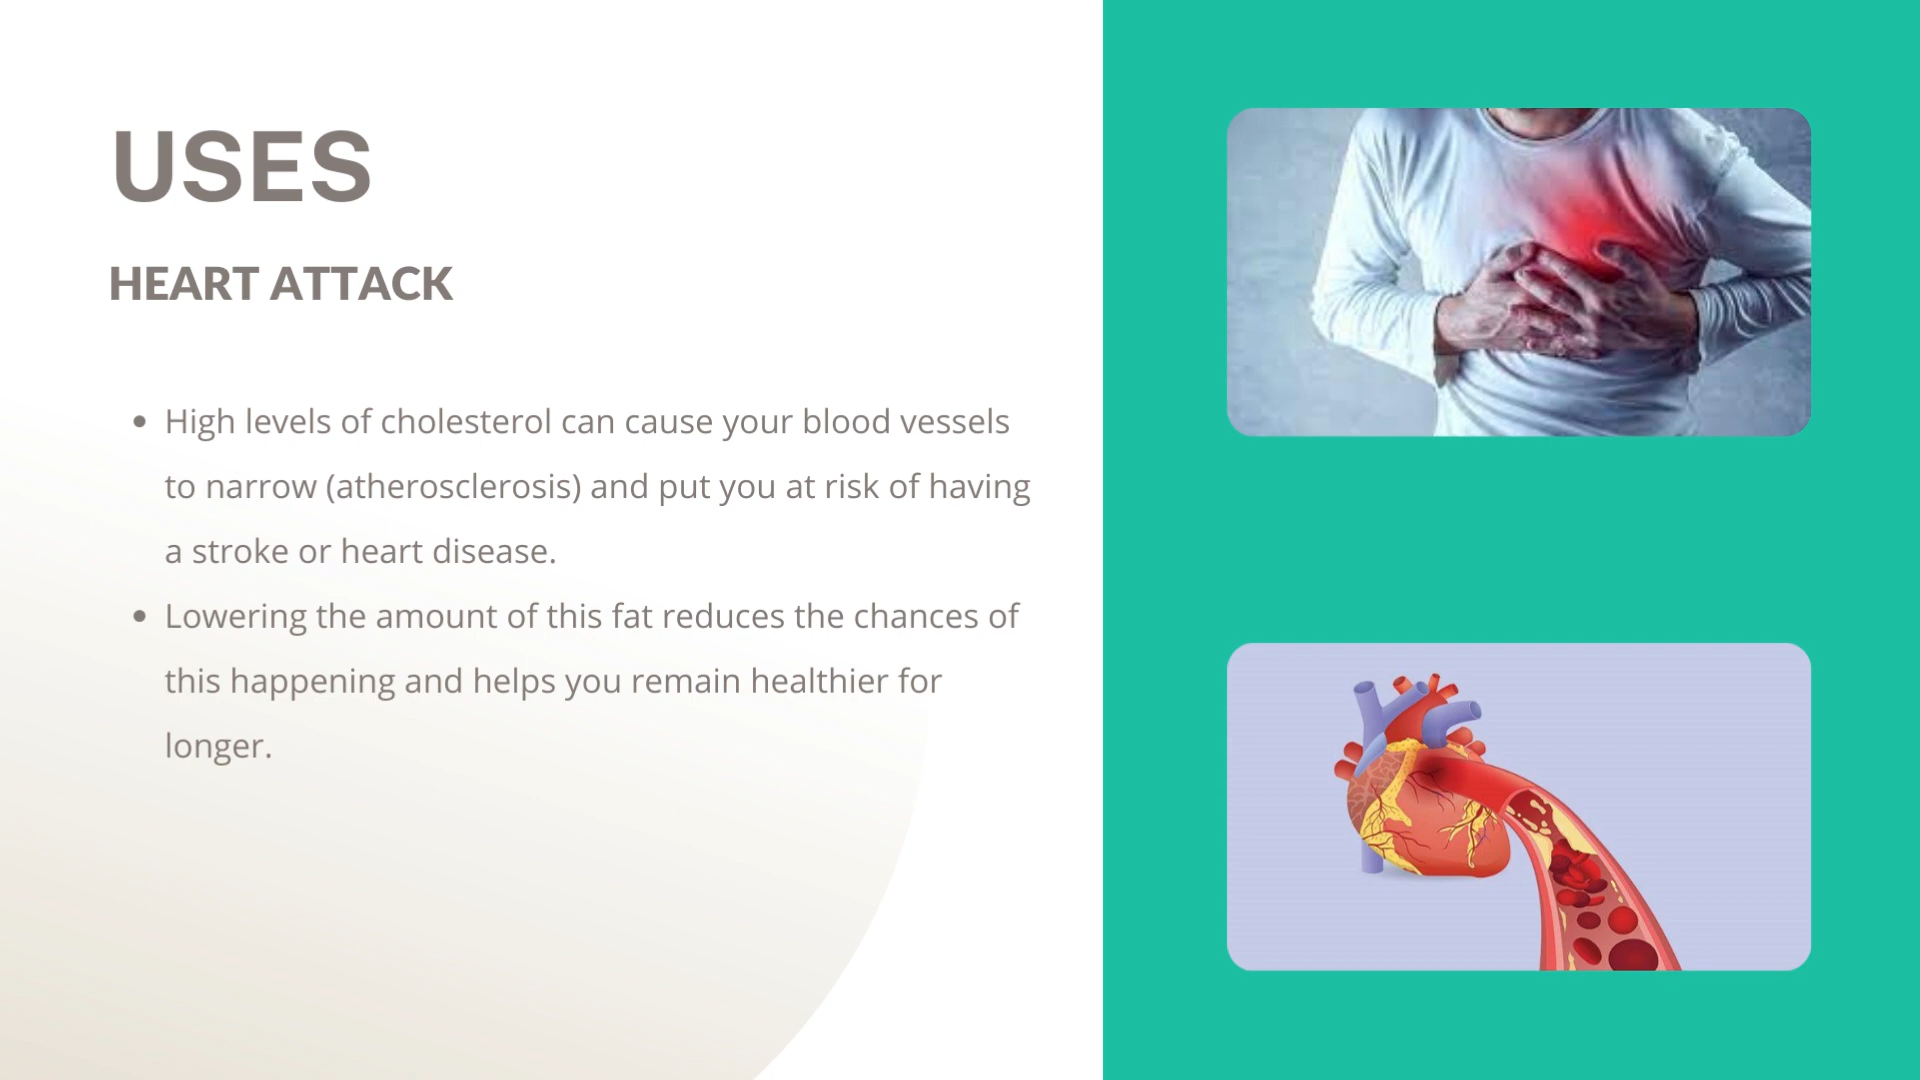 USES
HEART ATTACK
• High levels of cholesterol can cause your blood vessels
to narrow (atherosclerosis) and put you at risk of having
a stroke or heart disease.
• Lowering the amount of this fat reduces the chances of
this happening and helps you remain healthier for
longer.